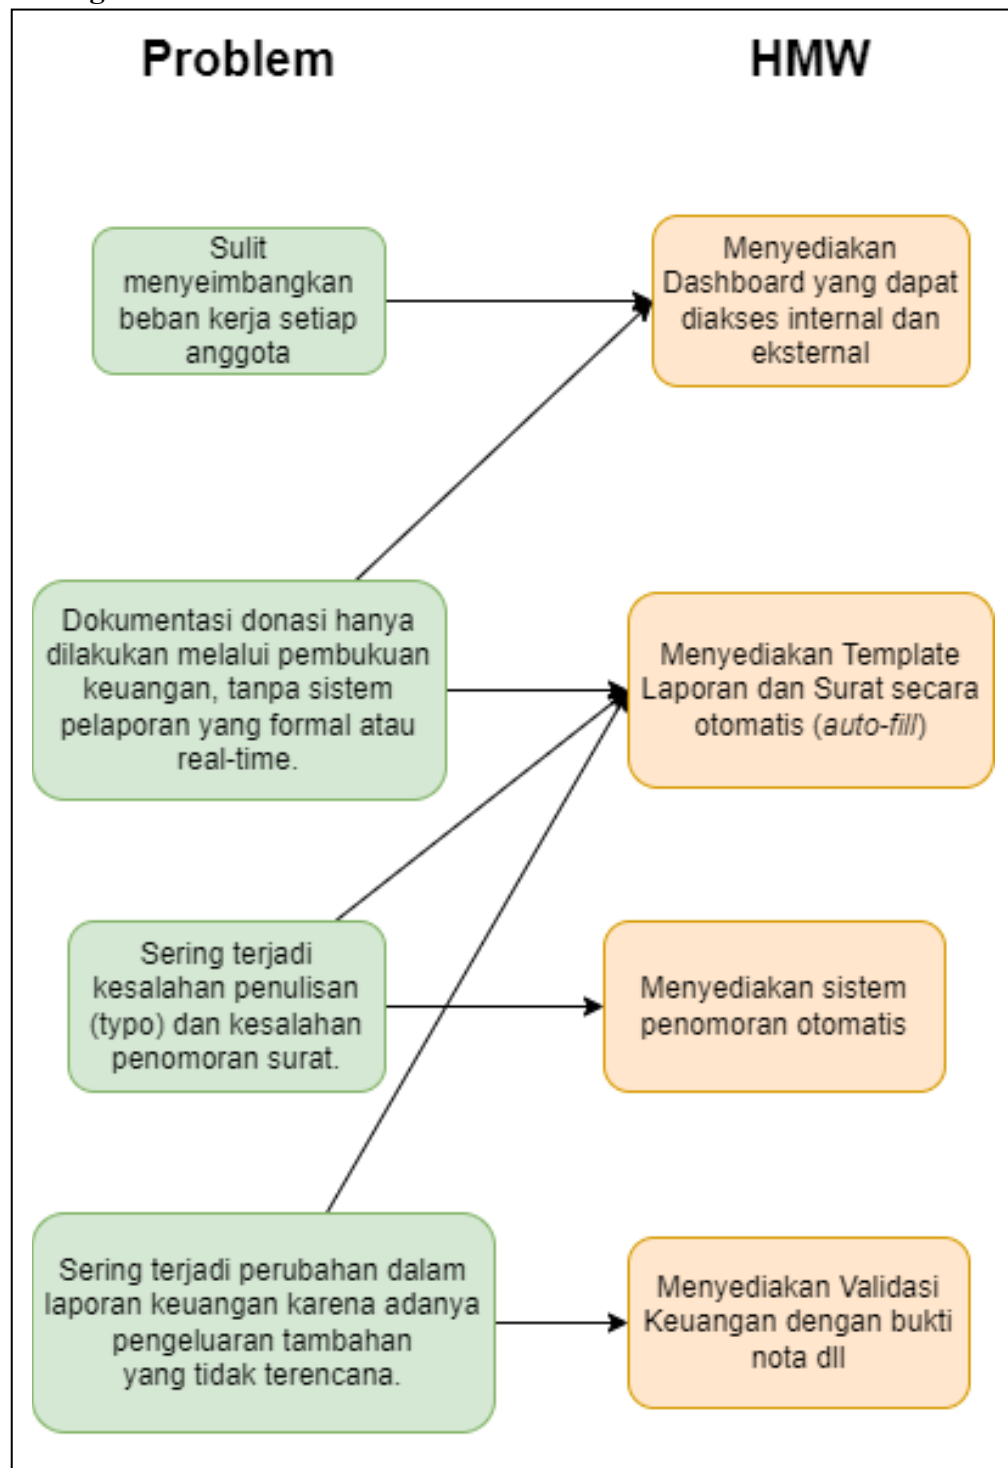 Problem
HMW
Sulit
menyeimbangkan
beban kerja setiap
anggota
Menyediakan
Dashboard yang dapat
diakses internal dan
eksternal
Dokumentasi donasi hanya
dilakukan melalui pembukuan
keuangan, tanpa sistem
pelaporan yang formal atau
real-time.
Menyediakan Template
Laporan dan Surat secara
otomatis (auto-fill)
Sering terjadi
kesalahan penulisan
(typo) dan kesalahan
penomoran surat.
Menyediakan sistem
penomoran otomatis
Sering terjadi perubahan dalam
laporan keuangan karena adanya
pengeluaran tambahan
yang tidak terencana.
Menyediakan Validasi
Keuangan dengan bukti
nota dll